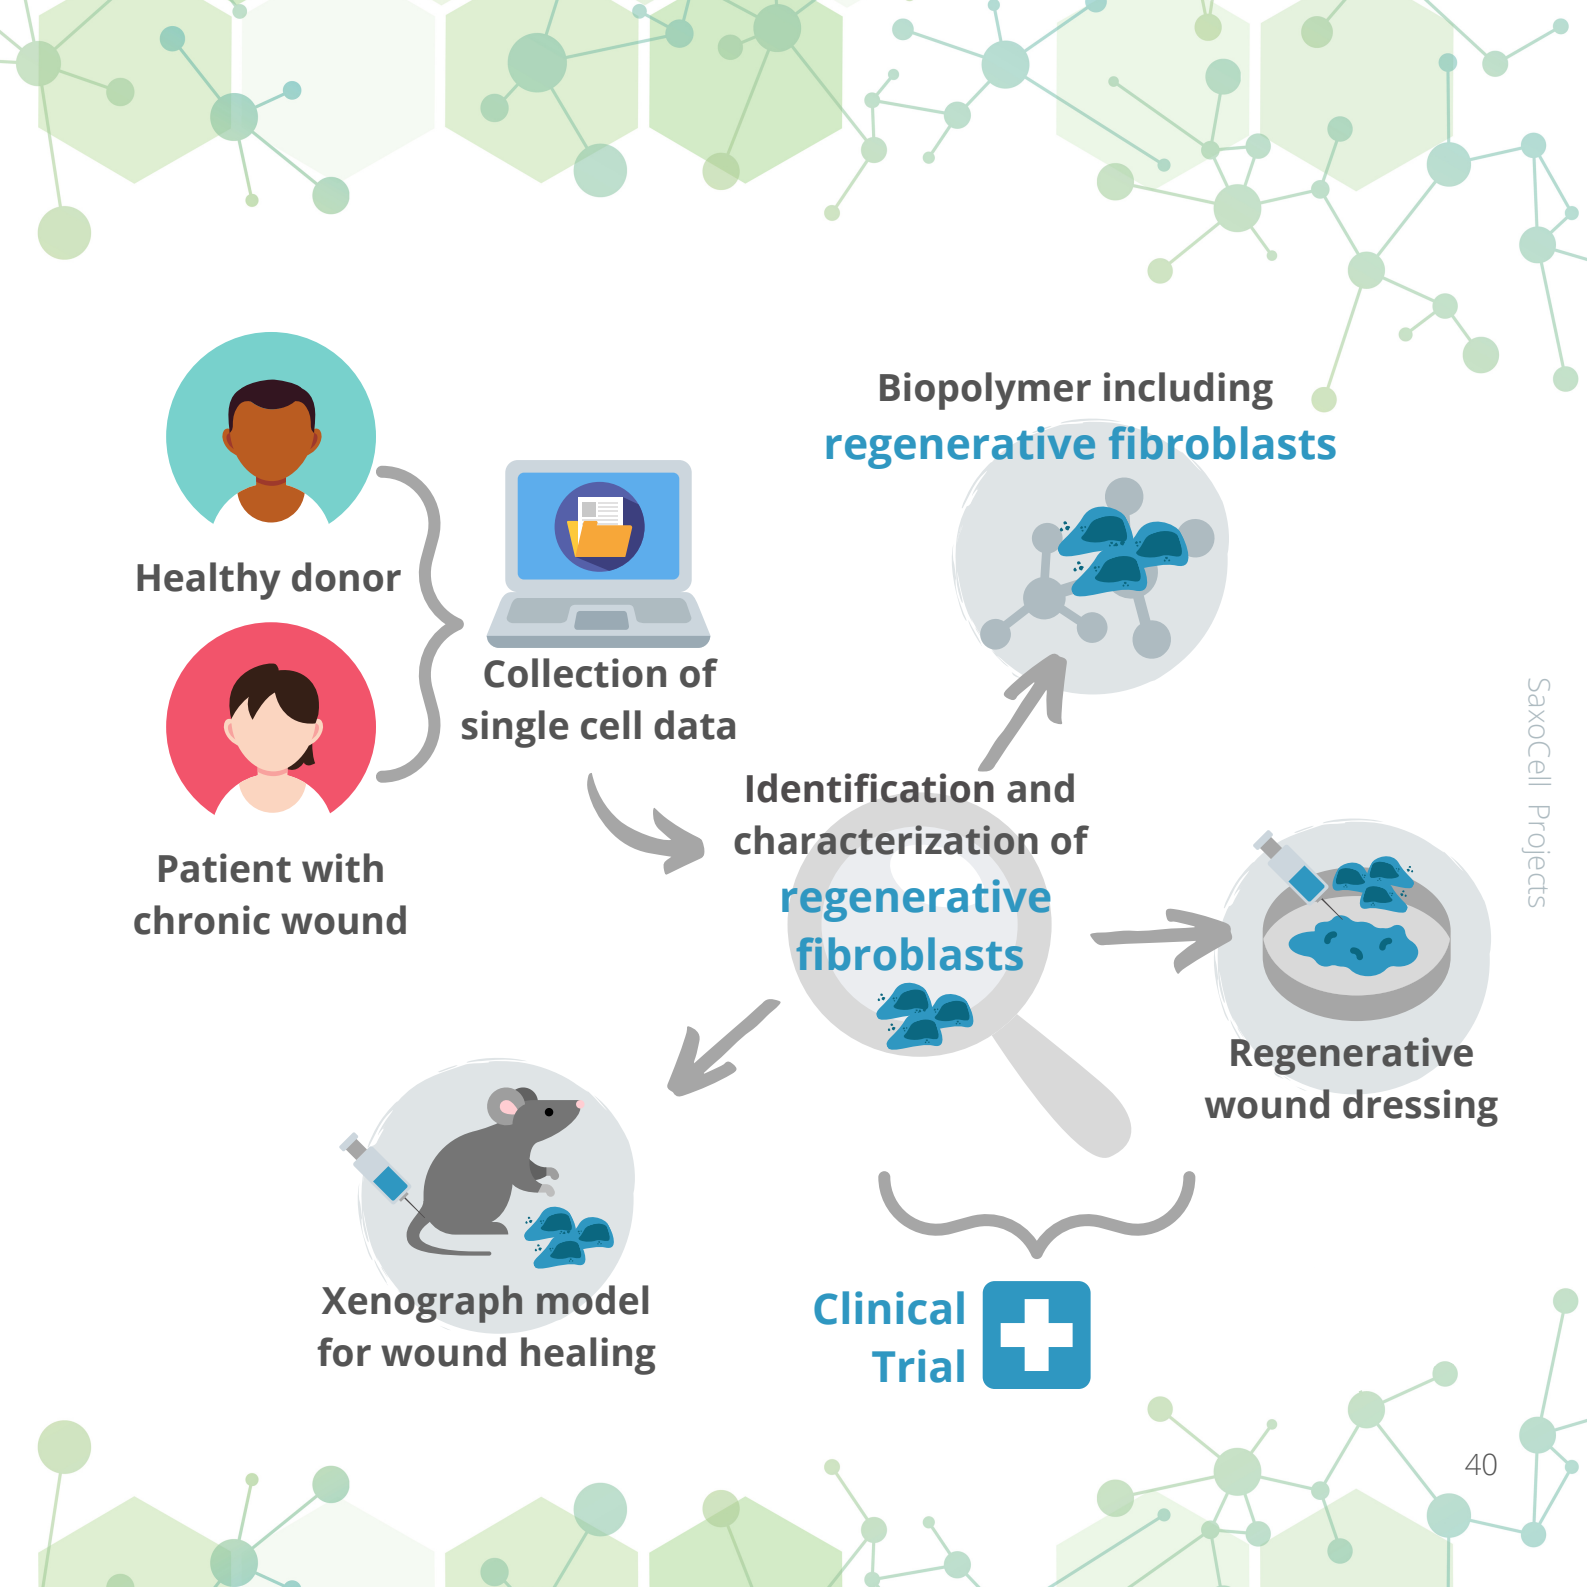 Healthy donor
Patient with
chronic wound
Collection of
single cell data
Identification and
characterization of
regenerative
fibroblasts
Biopolymer including
regenerative fibroblasts
Regenerative
wound dressing
Xenograph model
for wound healing
Clinical
Trial
SaxoCell Projects
40